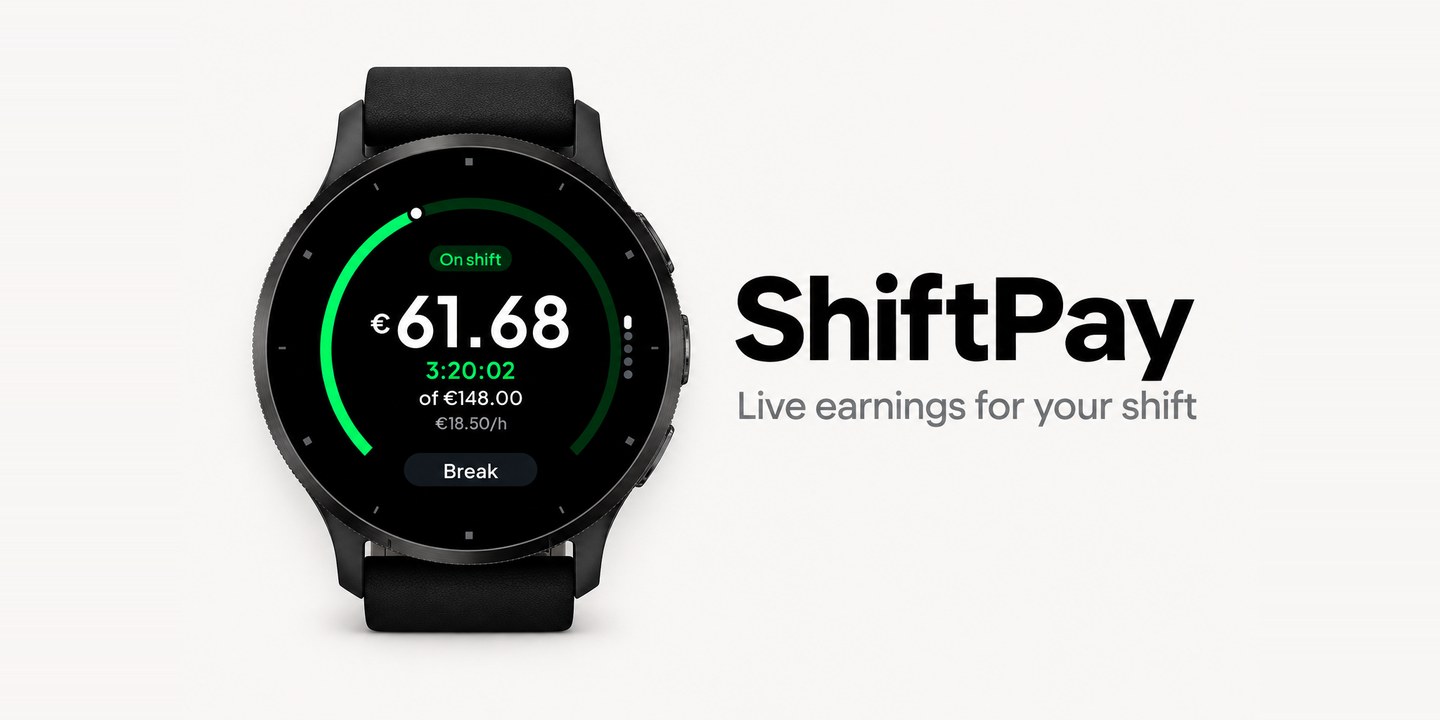 On shift
€61.68
3:20:02
of €148.00
€18.50/h
Break
ShiftPay
Live earnings for your shift